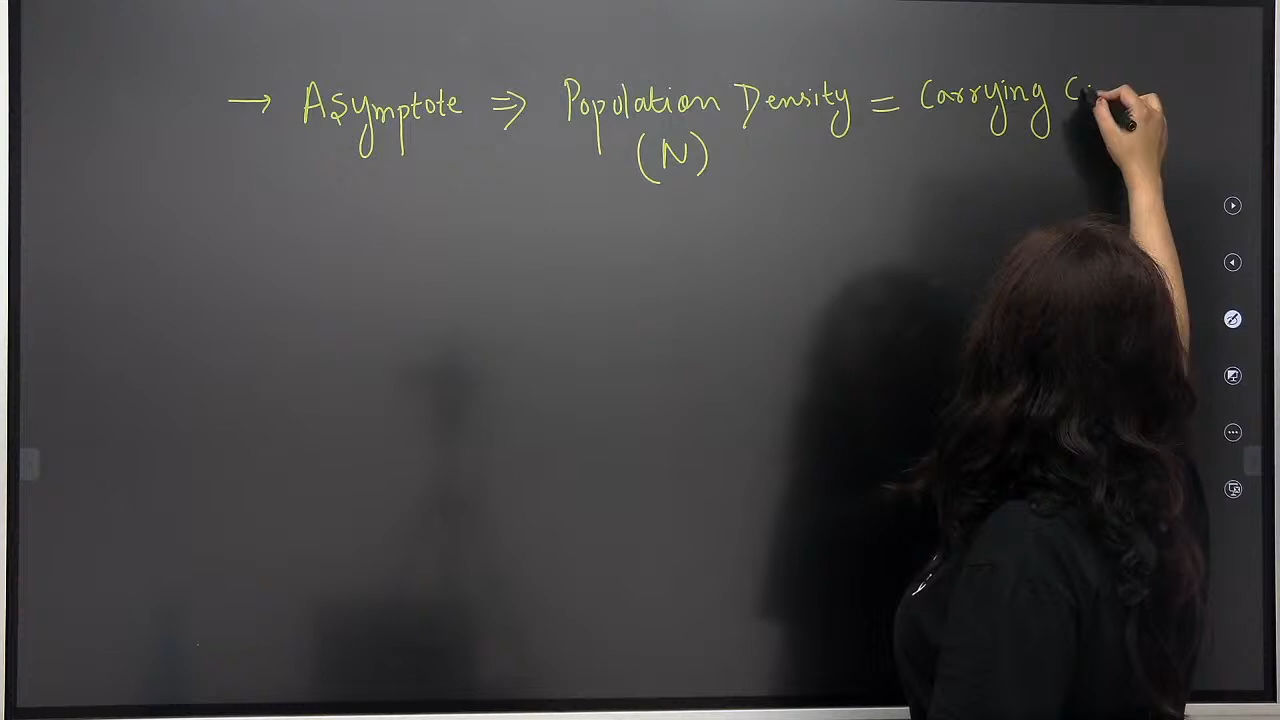 → Asymptote ⇒ Population Density = Carrying C
(N)